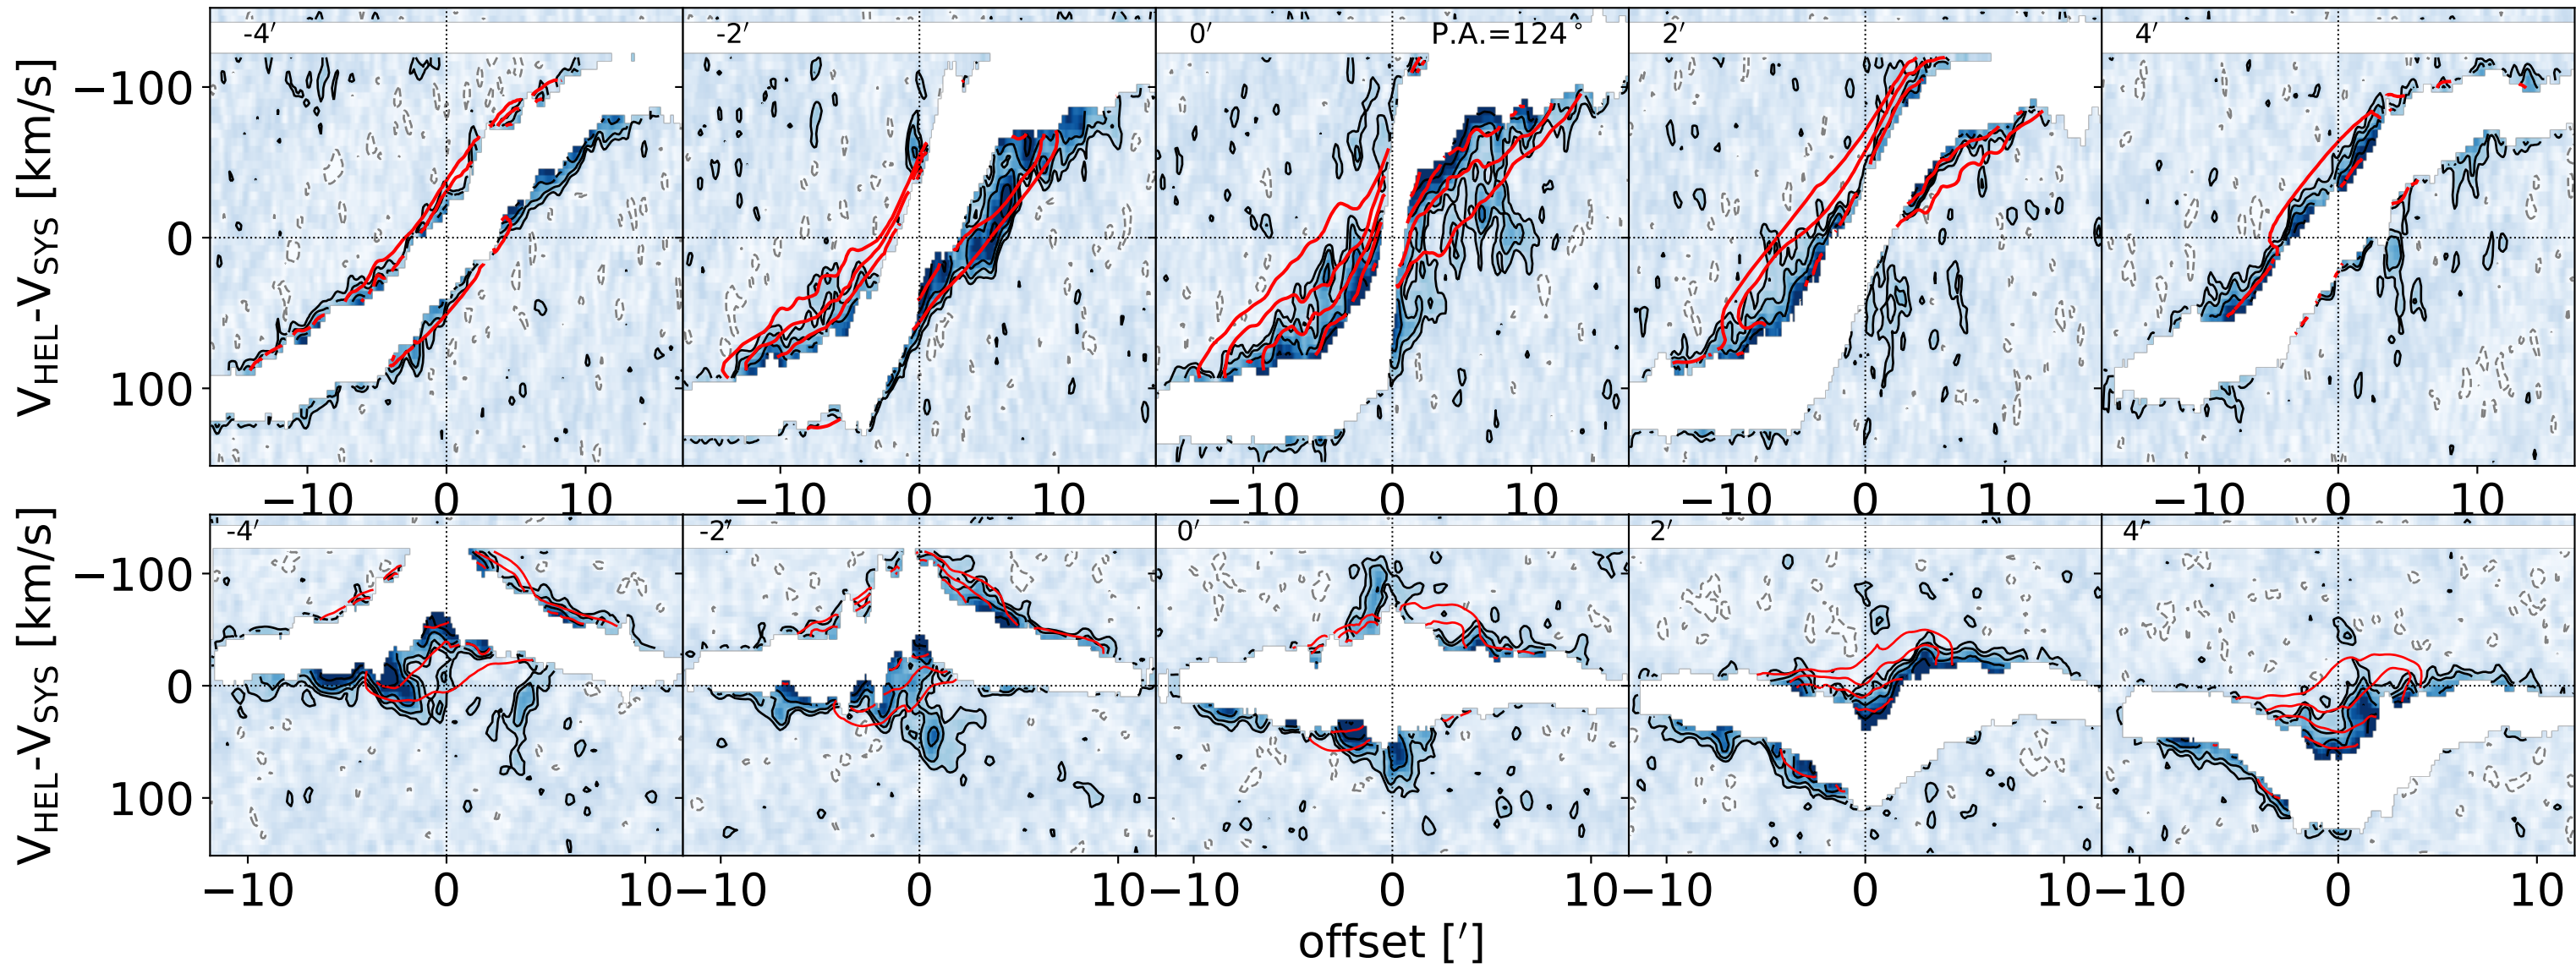 -4′ -2′ 0′ P.A.=124° 2′ 4′
V_HEL-V_SYS [km/s]
−100
0
100
−10 0 10 −10 0 10 −10 0 10 −10 0 10 −10 0 10
-4′ -2′ 0′ 2′ 4′
V_HEL-V_SYS [km/s]
−100
0
100
−10 0 10 −10 0 10 −10 0 10 −10 0 10 −10 0 10
offset [′]